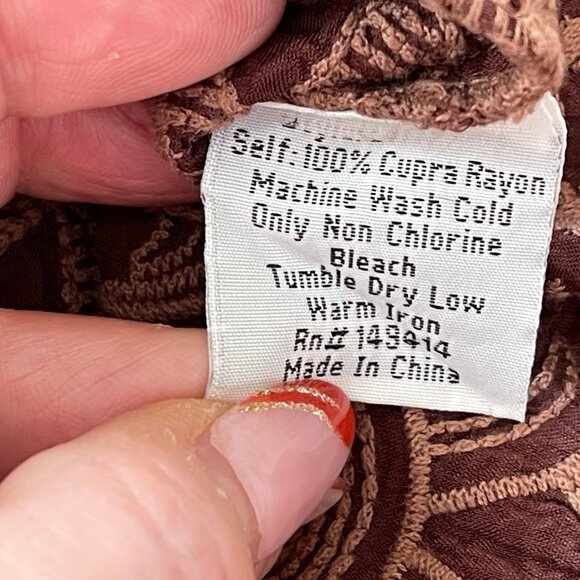 Self: 100% Cupra Rayon
Machine Wash Cold
Only Non Chlorine
Bleach
Tumble Dry Low
Warm Iron
Rn# 149414
Made In China